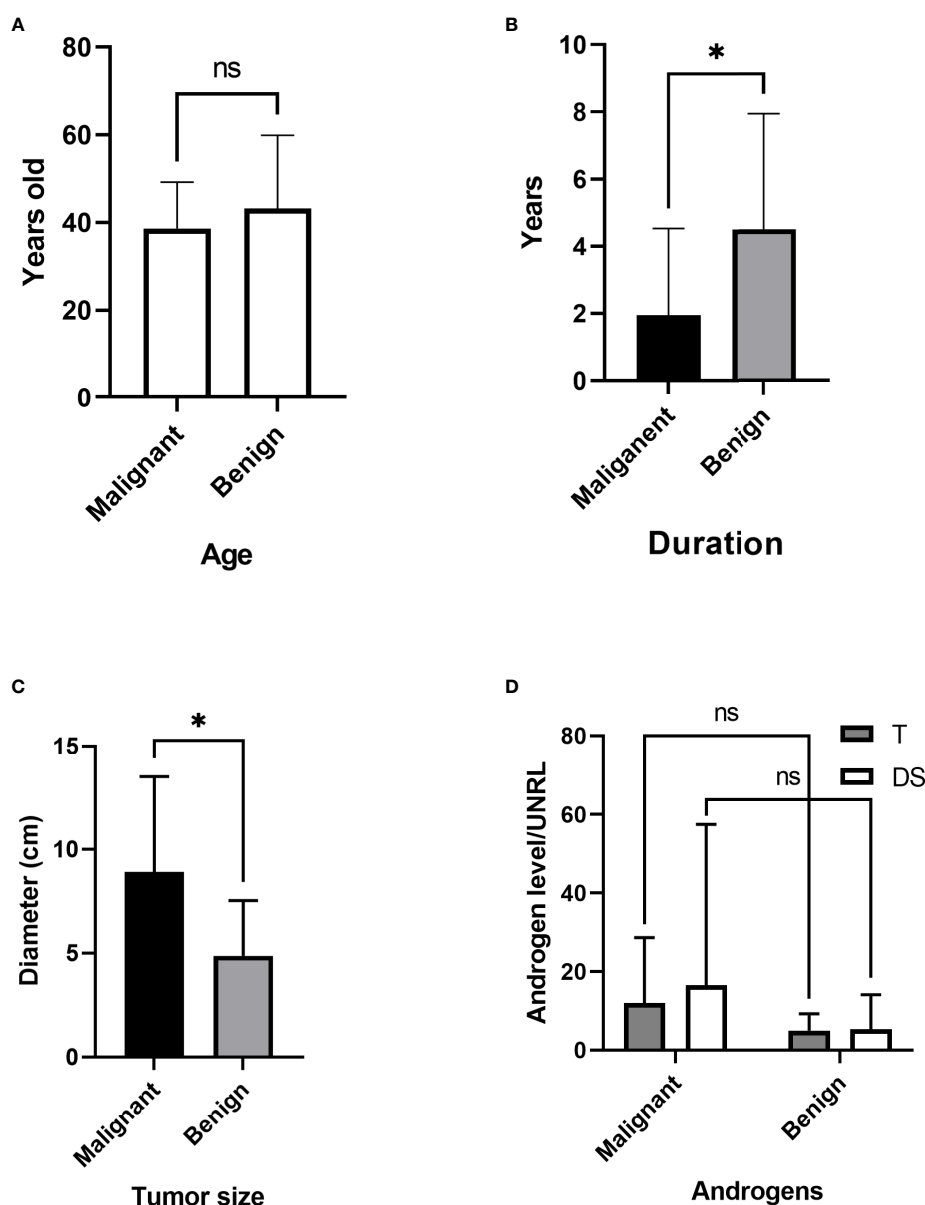 A
80
60
40
20
0
Years old
ns
Malignant
Benign
Age
B
10
8
6
4
2
0
Years
*
Maliganent
Benign
Duration
C
15
10
5
0
Diameter (cm)
*
Malignant
Benign
Tumor size
D
80
60
40
20
0
Androgen level/UNRL
ns
ns
T
DS
Malignant
Benign
Androgens